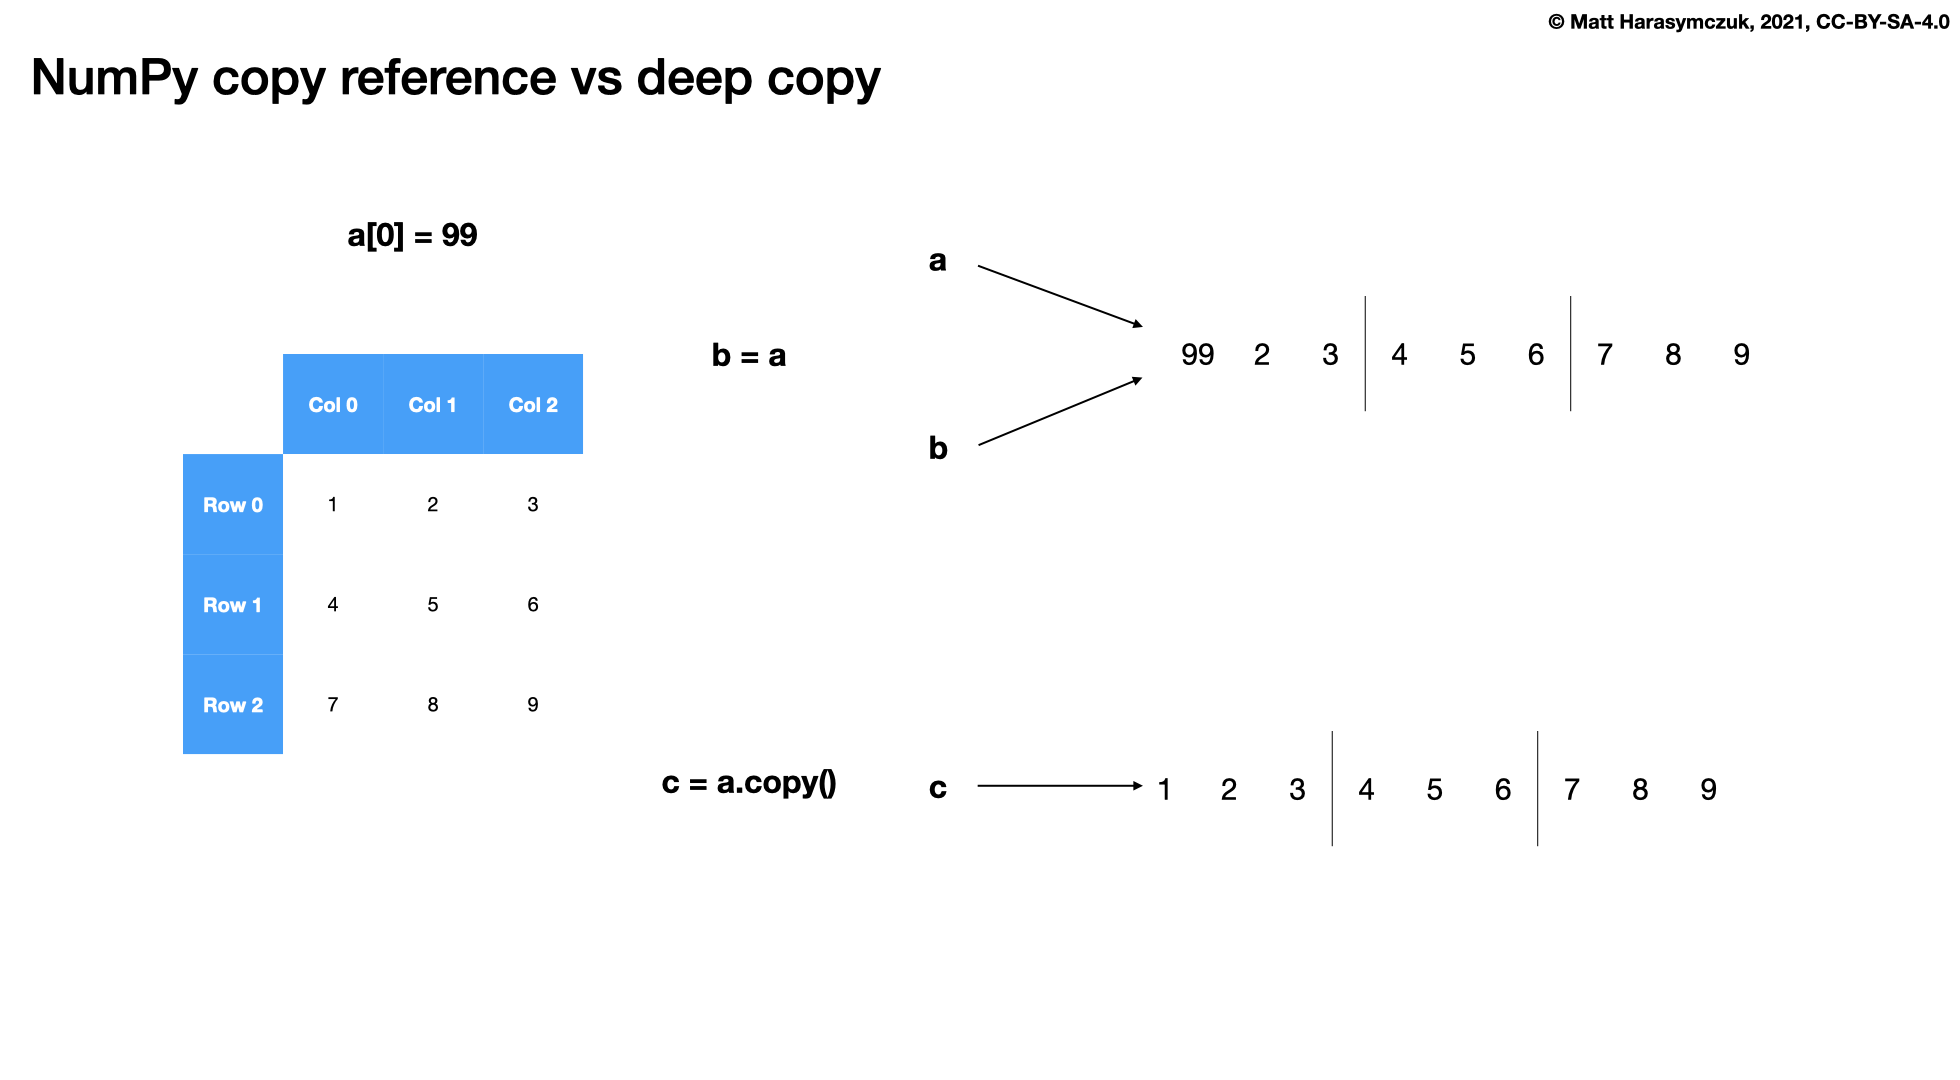 © Matt Harasymczuk, 2021, CC-BY-SA-4.0
NumPy copy reference vs deep copy
a[0] = 99
Col 0 Col 1 Col 2
Row 0 1 2 3
Row 1 4 5 6
Row 2 7 8 9
b = a
a
b
99 2 3 4 5 6 7 8 9
c = a.copy()
c
1 2 3 4 5 6 7 8 9